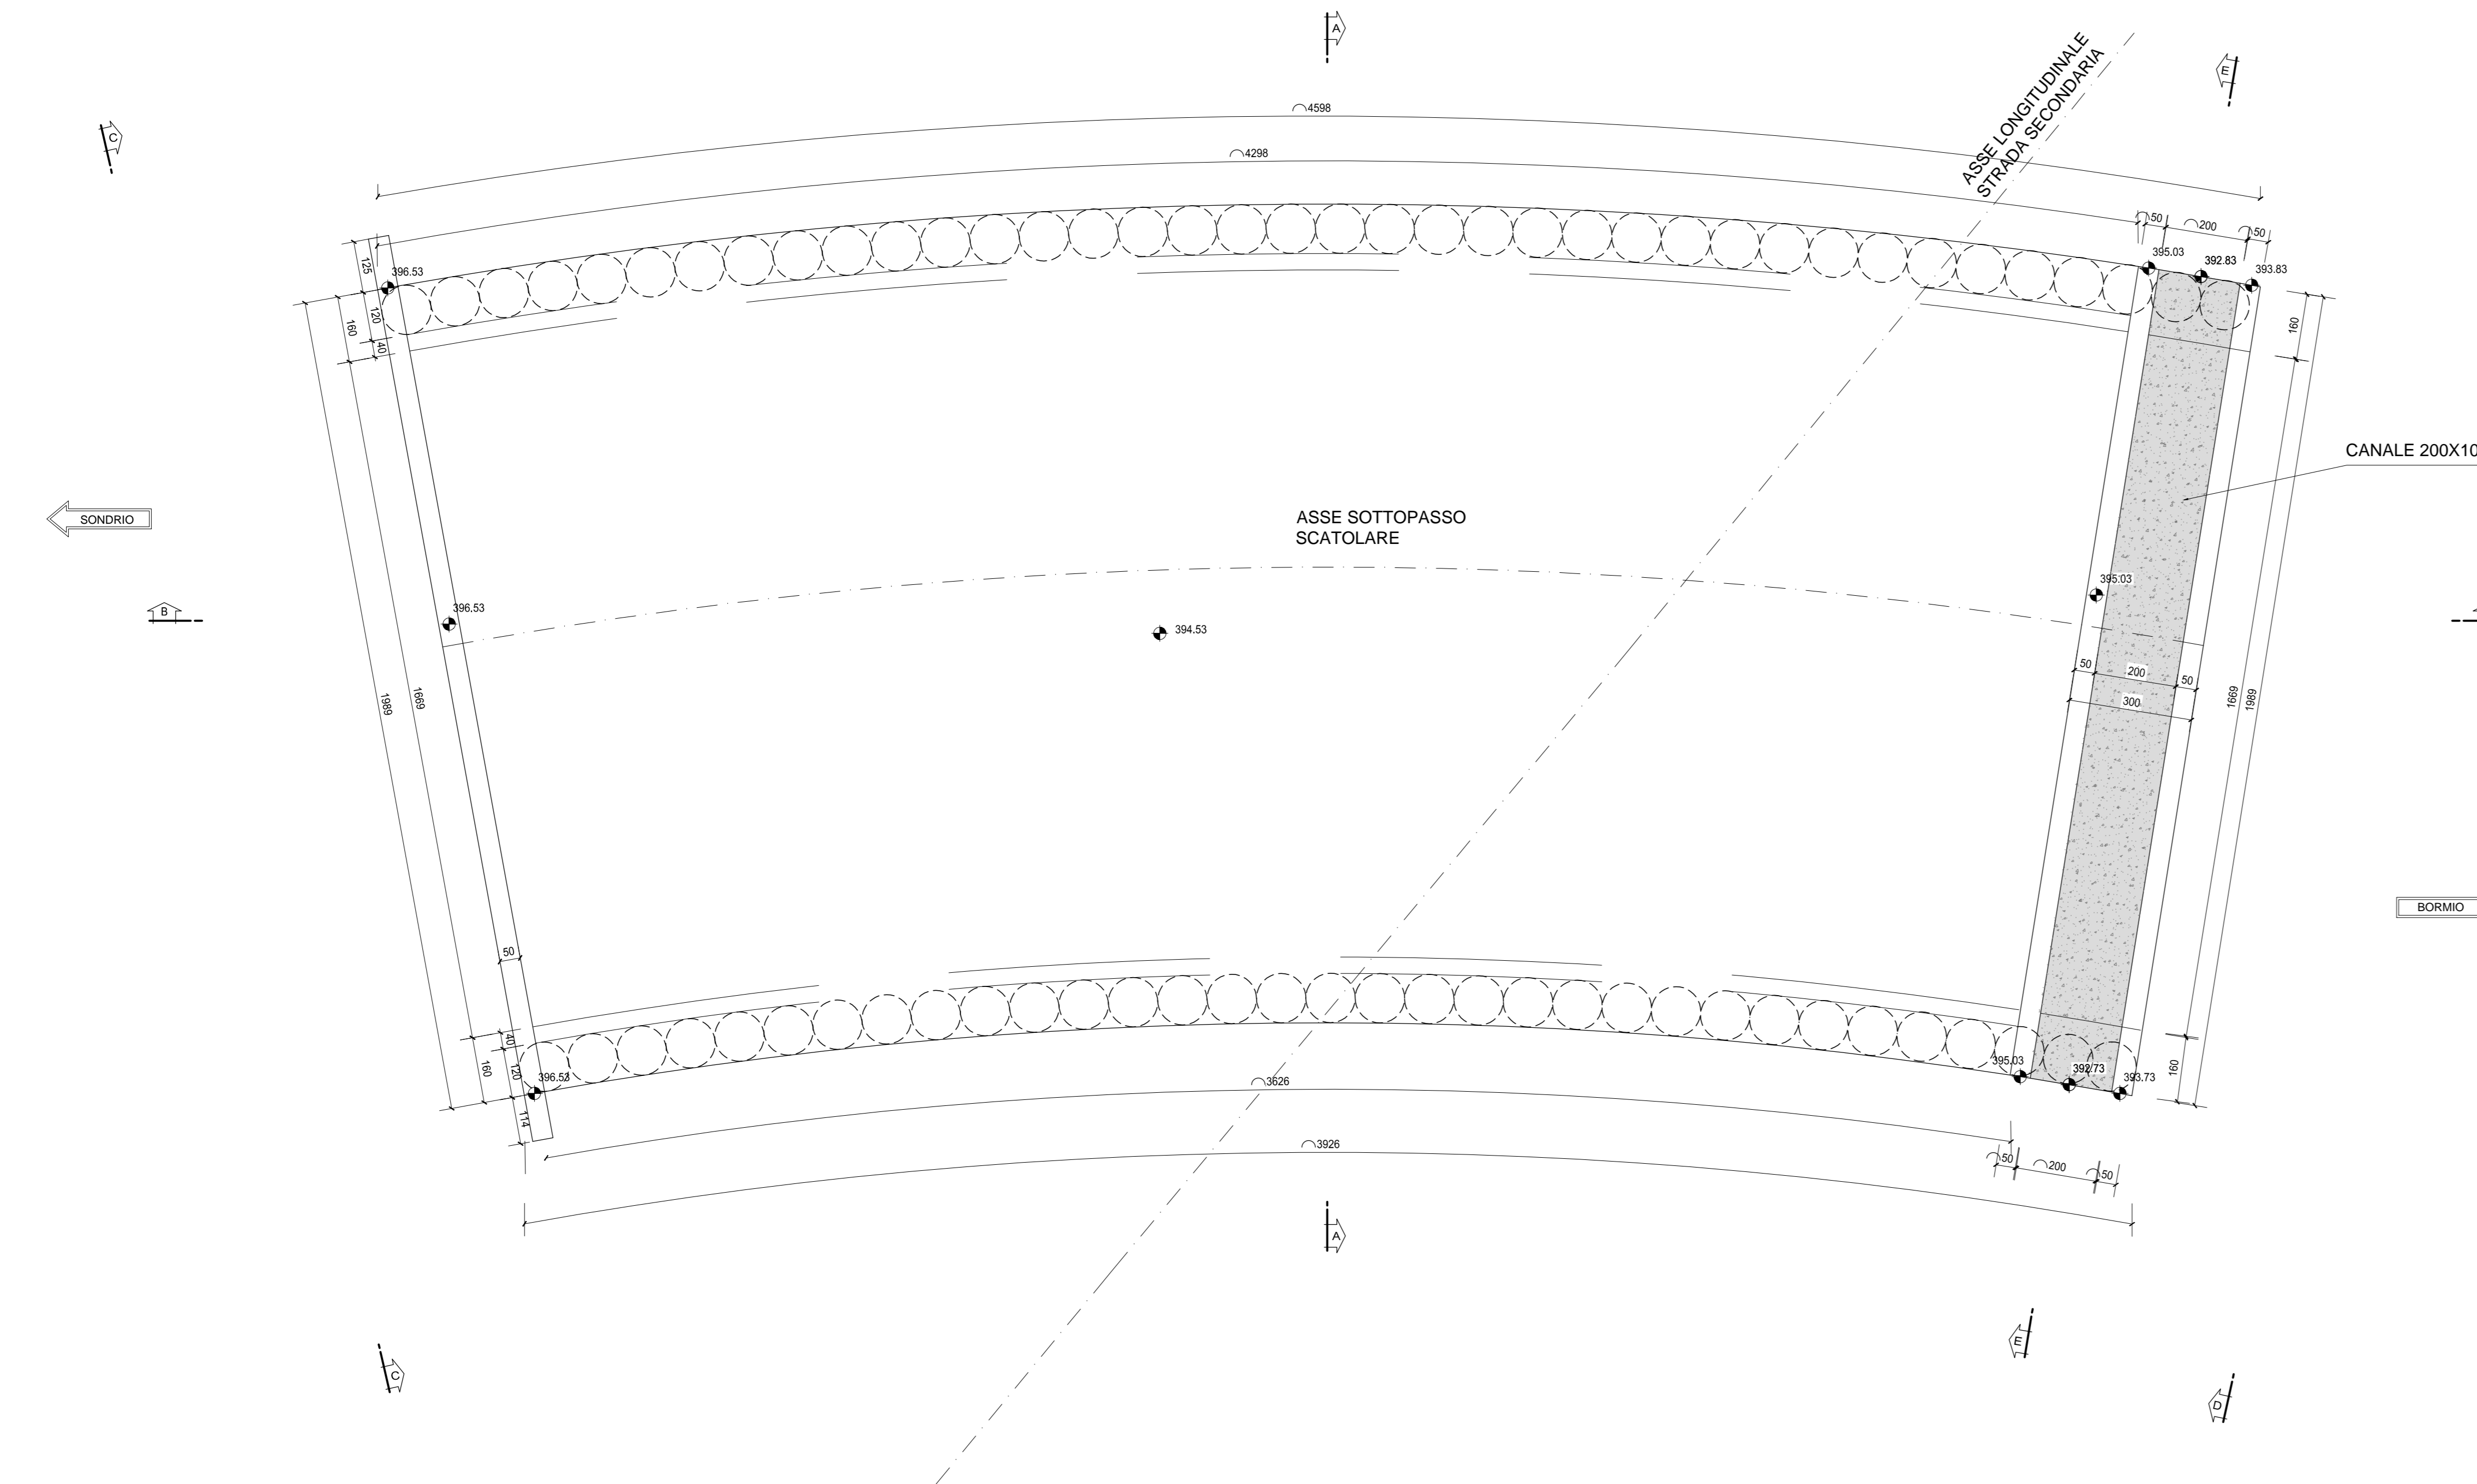 A
E
C
ASSE LONGITUDINALE
STRADA SECONDARIA
4598
4298
50
200
50
395.03
392.83
393.83
125
396.53
120
160
40
160
CANALE 200X10
SONDRIO
ASSE SOTTOPASSO
SCATOLARE
B
396.53
394.53
395.03
50
200
50
300
1989
1669
1669
1989
BORMIO
50
40
160
120
396.53
114
395.03
392.73
393.73
160
3626
3926
50
200
50
A
E
C
D